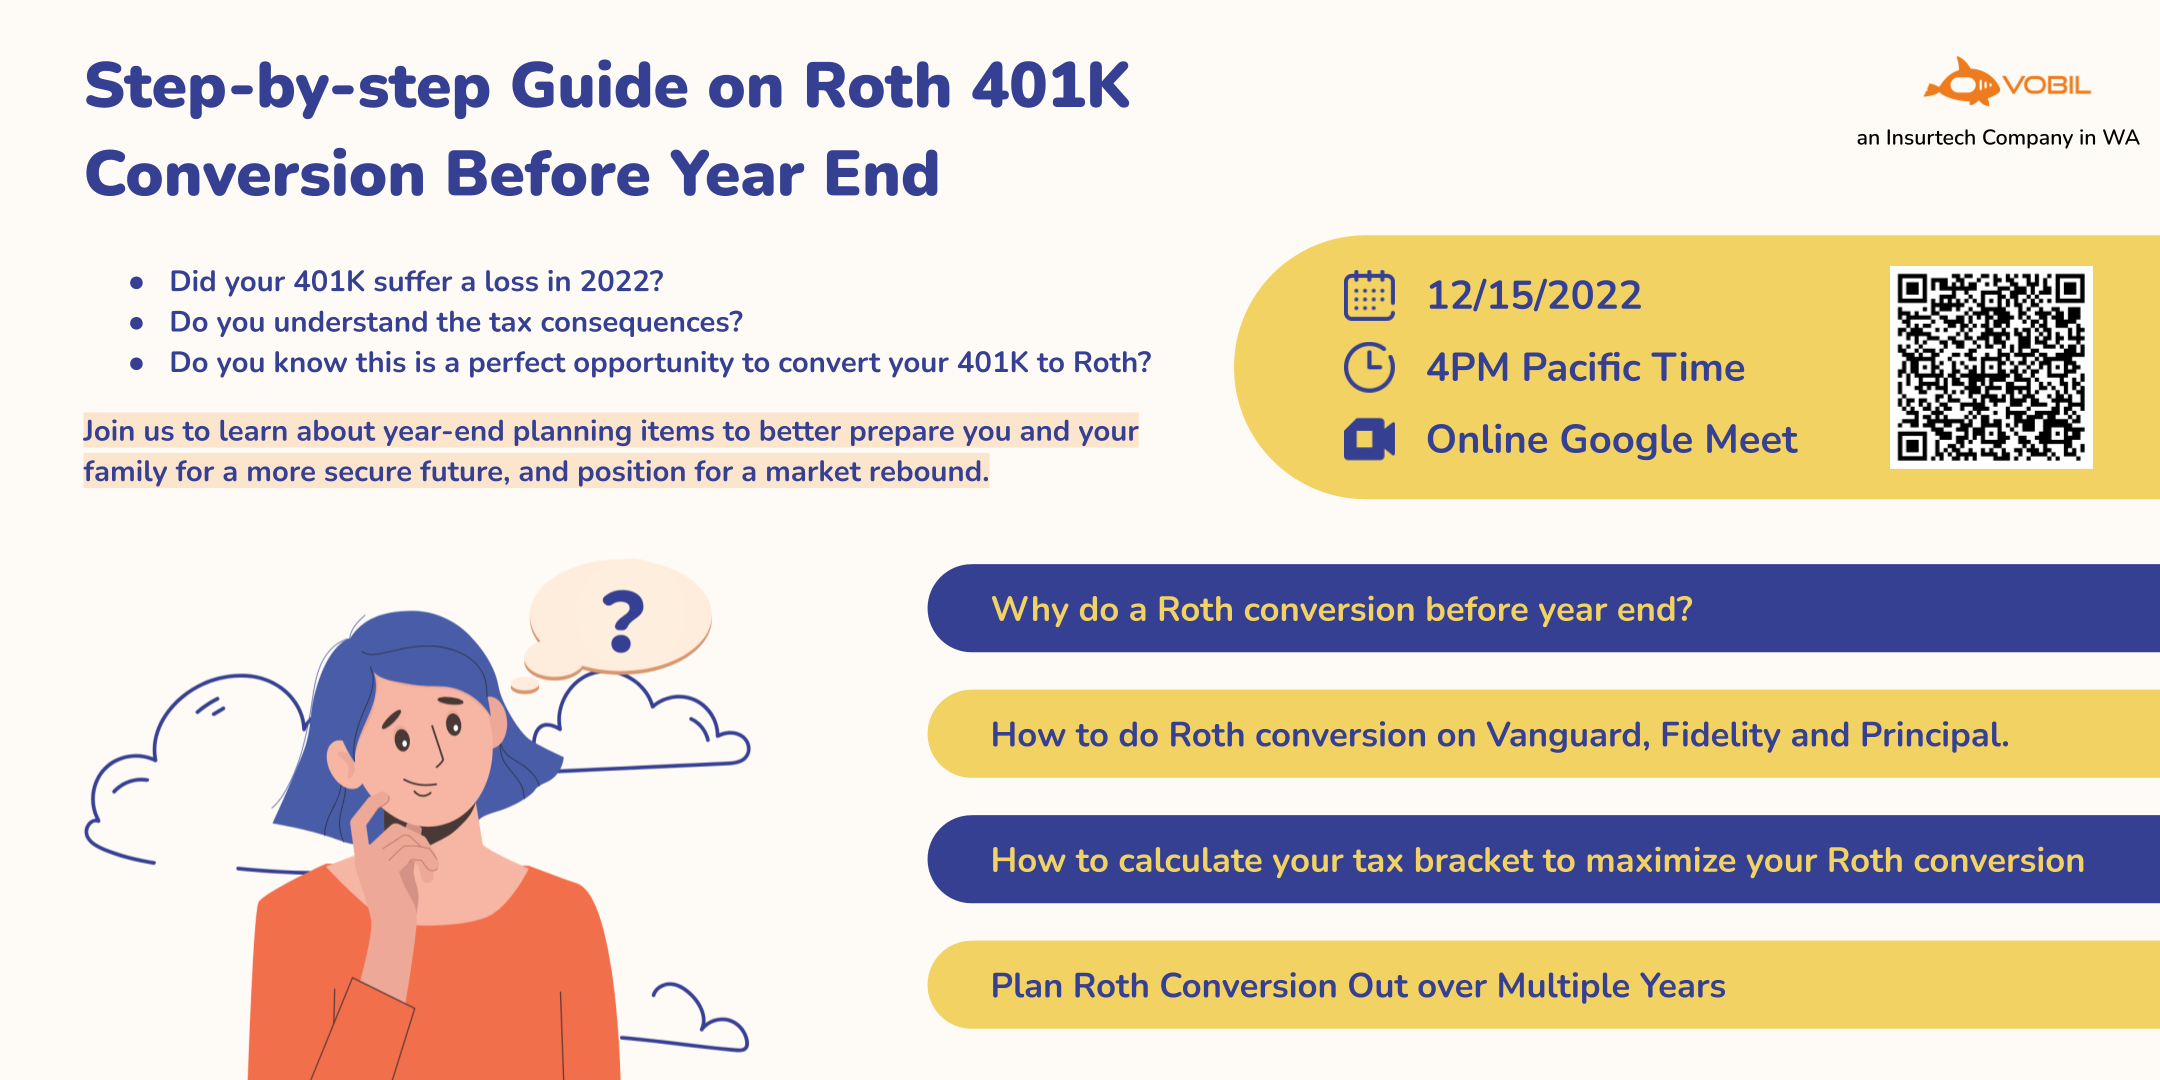 Step-by-step Guide on Roth 401K
Conversion Before Year End
VOBIL
an Insurtech Company in WA
● Did your 401K suffer a loss in 2022?
● Do you understand the tax consequences?
● Do you know this is a perfect opportunity to convert your 401K to Roth?
Join us to learn about year-end planning items to better prepare you and your
family for a more secure future, and position for a market rebound.
12/15/2022
4PM Pacific Time
Online Google Meet
?
Why do a Roth conversion before year end?
How to do Roth conversion on Vanguard, Fidelity and Principal.
How to calculate your tax bracket to maximize your Roth conversion
Plan Roth Conversion Out over Multiple Years